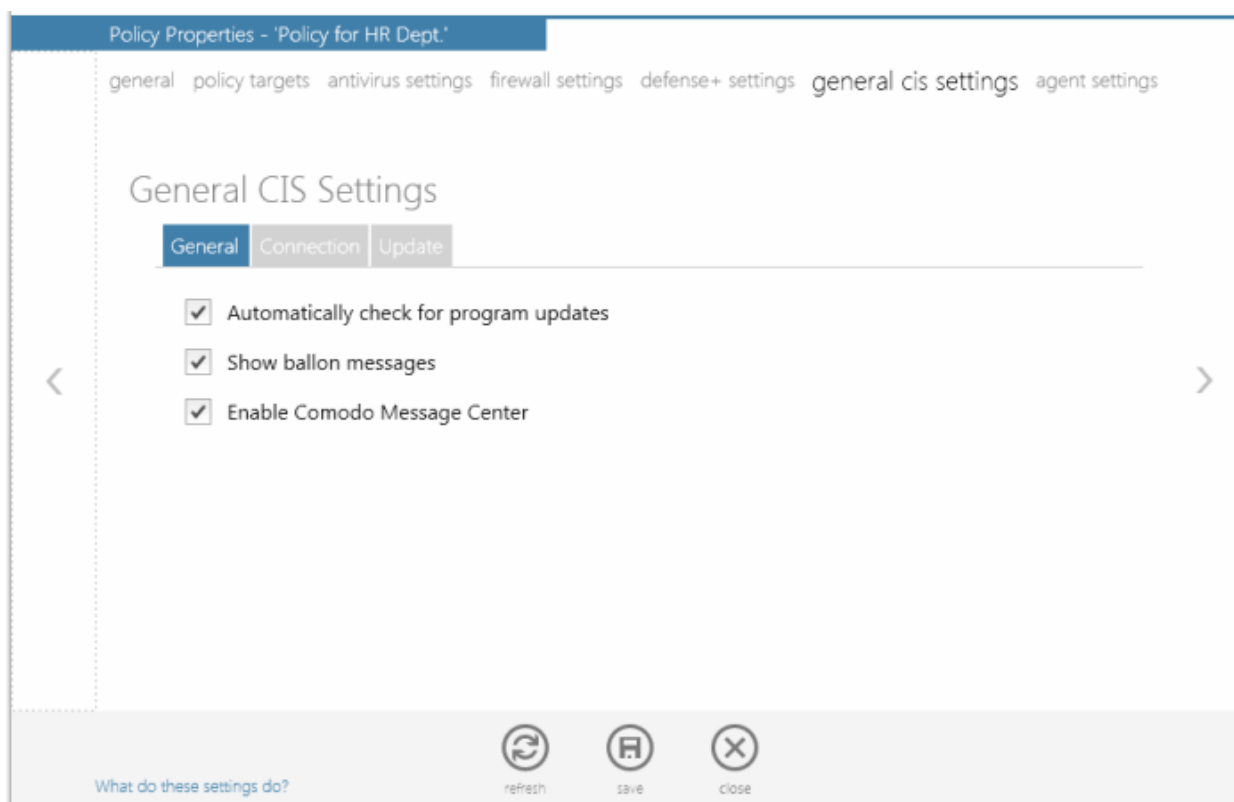 Policy Properties - 'Policy for HR Dept.'
general policy targets antivirus settings firewall settings defense+ settings general cis settings agent settings
General CIS Settings
General Connection Update
Automatically check for program updates
Show ballon messages
Enable Comodo Message Center
What do these settings do?
refresh save close